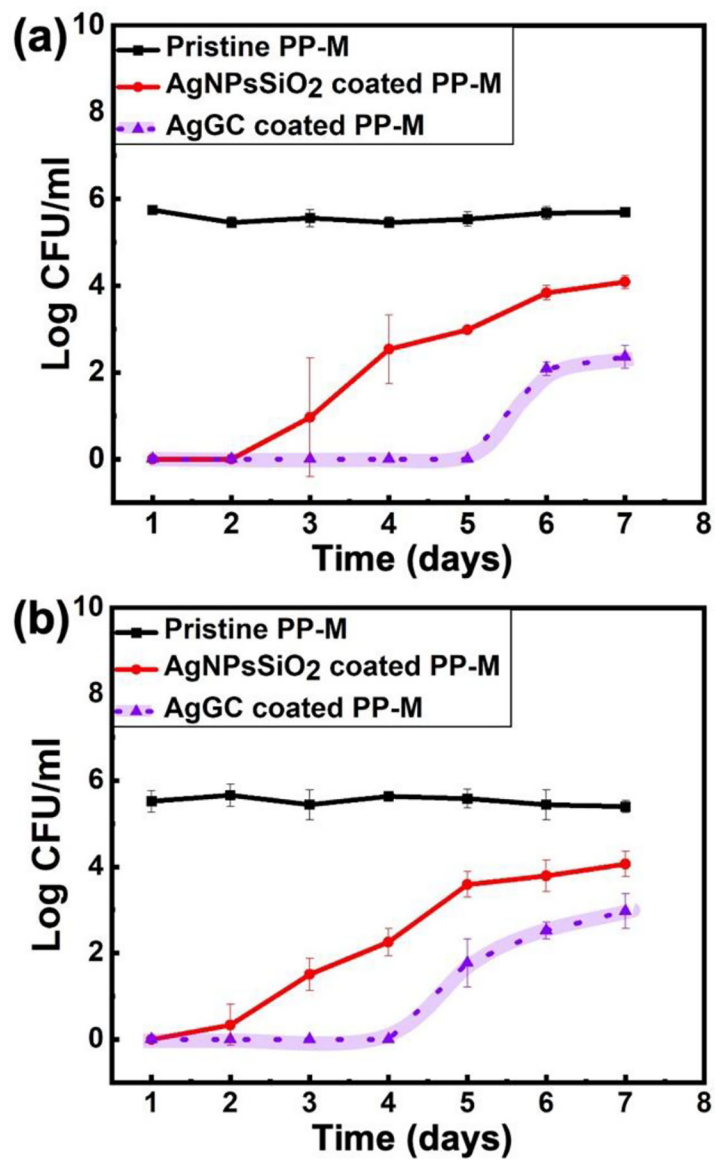 (a)
10
8
6
4
2
0
Log CFU/ml
Pristine PP-M
AgNPsSiO2 coated PP-M
AgGC coated PP-M
1 2 3 4 5 6 7 8
Time (days)
(b)
10
8
6
4
2
0
Log CFU/ml
Pristine PP-M
AgNPsSiO2 coated PP-M
AgGC coated PP-M
1 2 3 4 5 6 7 8
Time (days)